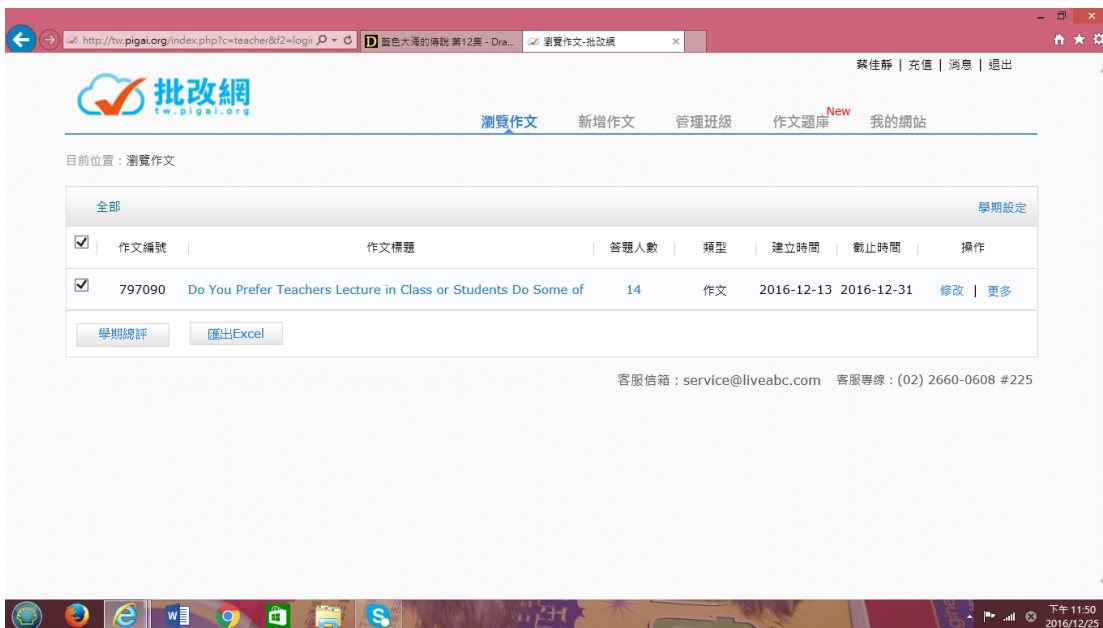 http://tw.pigai.org/index.php?c=teacher&f2=logi
藍色大海的傳說 第12集 - Dra...
瀏覽作文-批改網
蔡佳靜 | 充值 | 消息 | 退出
批改網
tw.pigai.org
瀏覽作文 新增作文 管理班級 作文題庫 New 我的網站
目前位置：瀏覽作文
全部 學期設定
作文編號 作文標題 答題人數 類型 建立時間 截止時間 操作
797090 Do You Prefer Teachers Lecture in Class or Students Do Some of 14 作文 2016-12-13 2016-12-31 修改 | 更多
學期總評 匯出Excel
客服信箱：service@liveabc.com 客服專線：(02) 2660-0608 #225
下午 11:50
2016/12/25